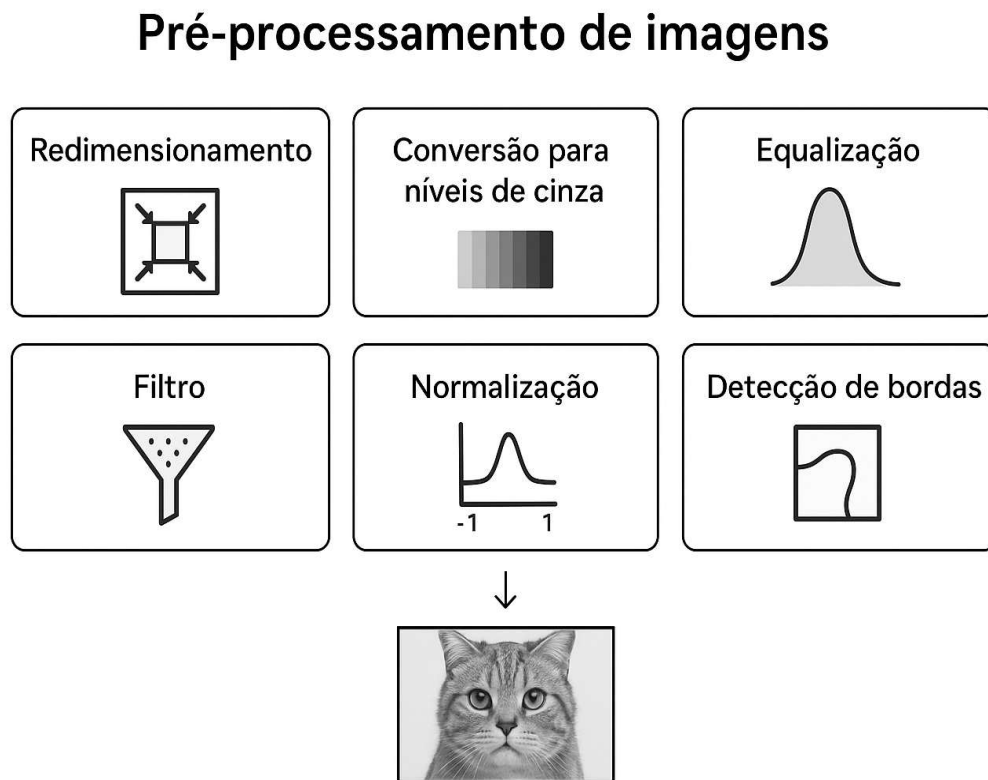 Pré-processamento de imagens
Redimensionamento
Conversão para
níveis de cinza
Equalização
Filtro
Normalização
-1 1
Detecção de bordas